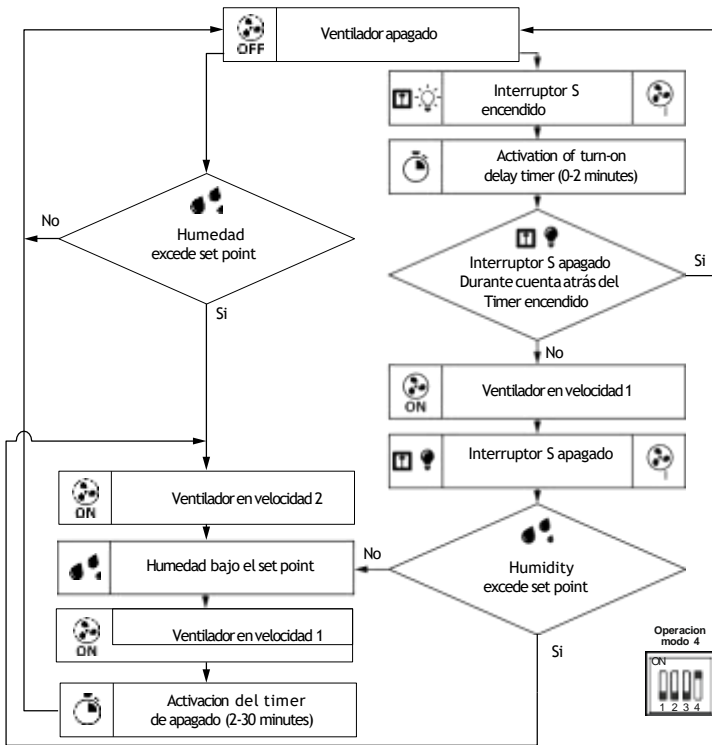 OFF
Ventilador apagado
Interruptor S
encendido
Activation of turn-on
delay timer (0-2 minutes)
No
Humedad
excede set point
Si
Interruptor S apagado
Durante cuenta atrás del
Timer encendido
Si
No
ON
Ventilador en velocidad 1
Interruptor S apagado
ON
Ventilador en velocidad 2
Humedad bajo el set point
No
Humidity
excede set point
Si
ON
Ventilador en velocidad 1
Activacion del timer
de apagado (2-30 minutes)
Operacion
modo 4
ON
1 2 3 4